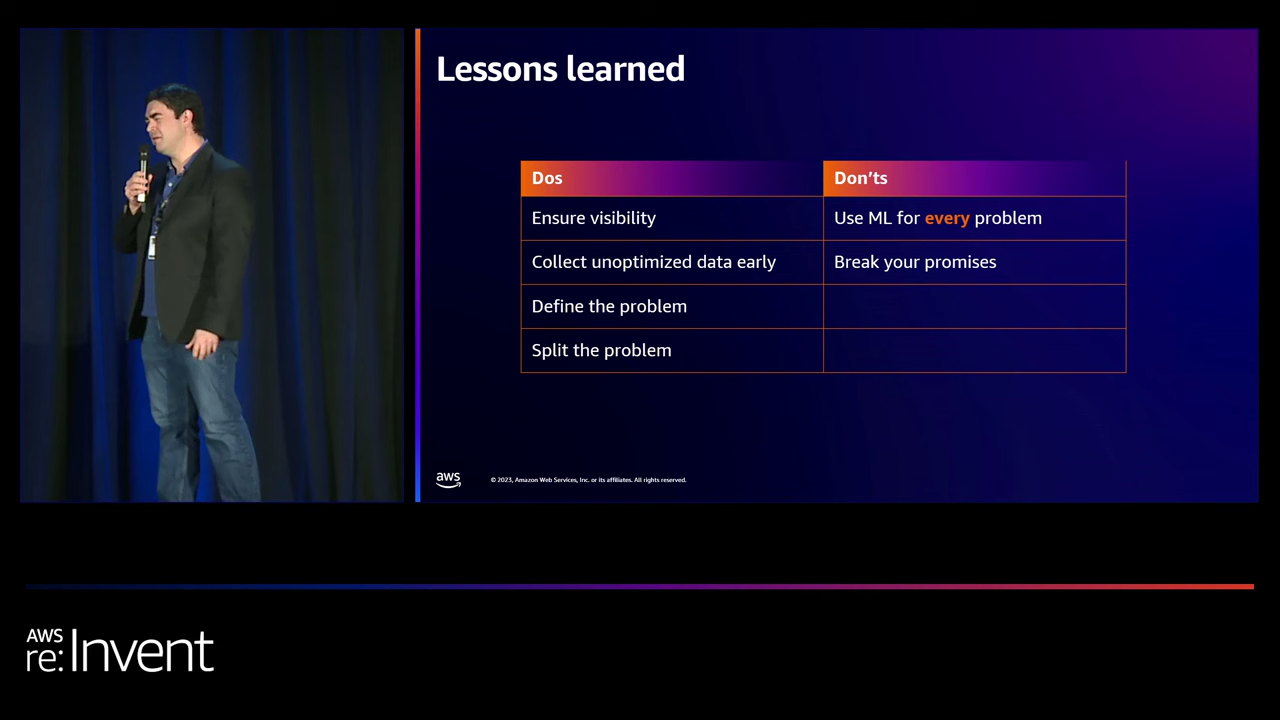 Lessons learned
Dos
Don'ts
Ensure visibility
Use ML for every problem
Collect unoptimized data early
Break your promises
Define the problem
Split the problem
aws
© 2023, Amazon Web Services, Inc. or its affiliates. All rights reserved.
AWS
re:Invent